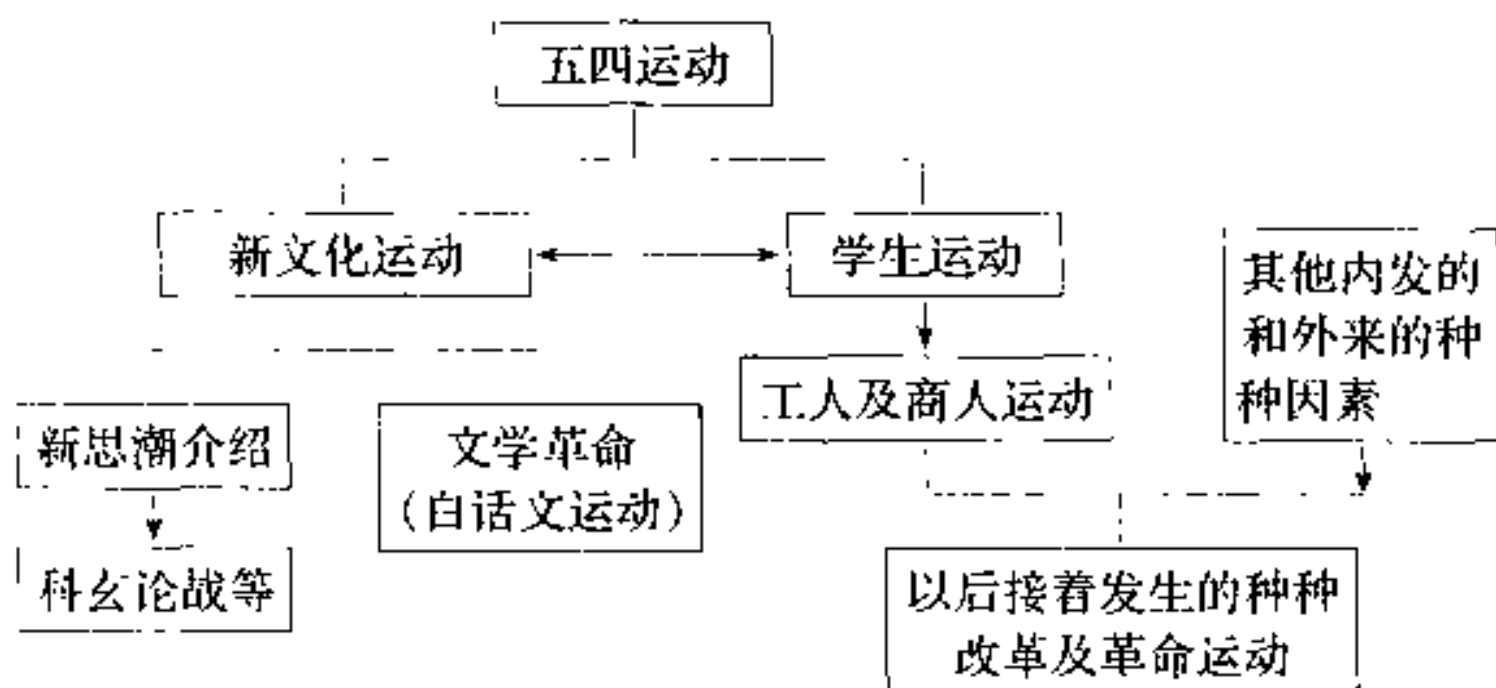 五四运动
新文化运动
学生运动
其他内发的
和外来的种
种因素
工人及商人运动
新思潮介绍
文学革命
（白话文运动）
科玄论战等
以后接着发生的种种
改革及革命运动